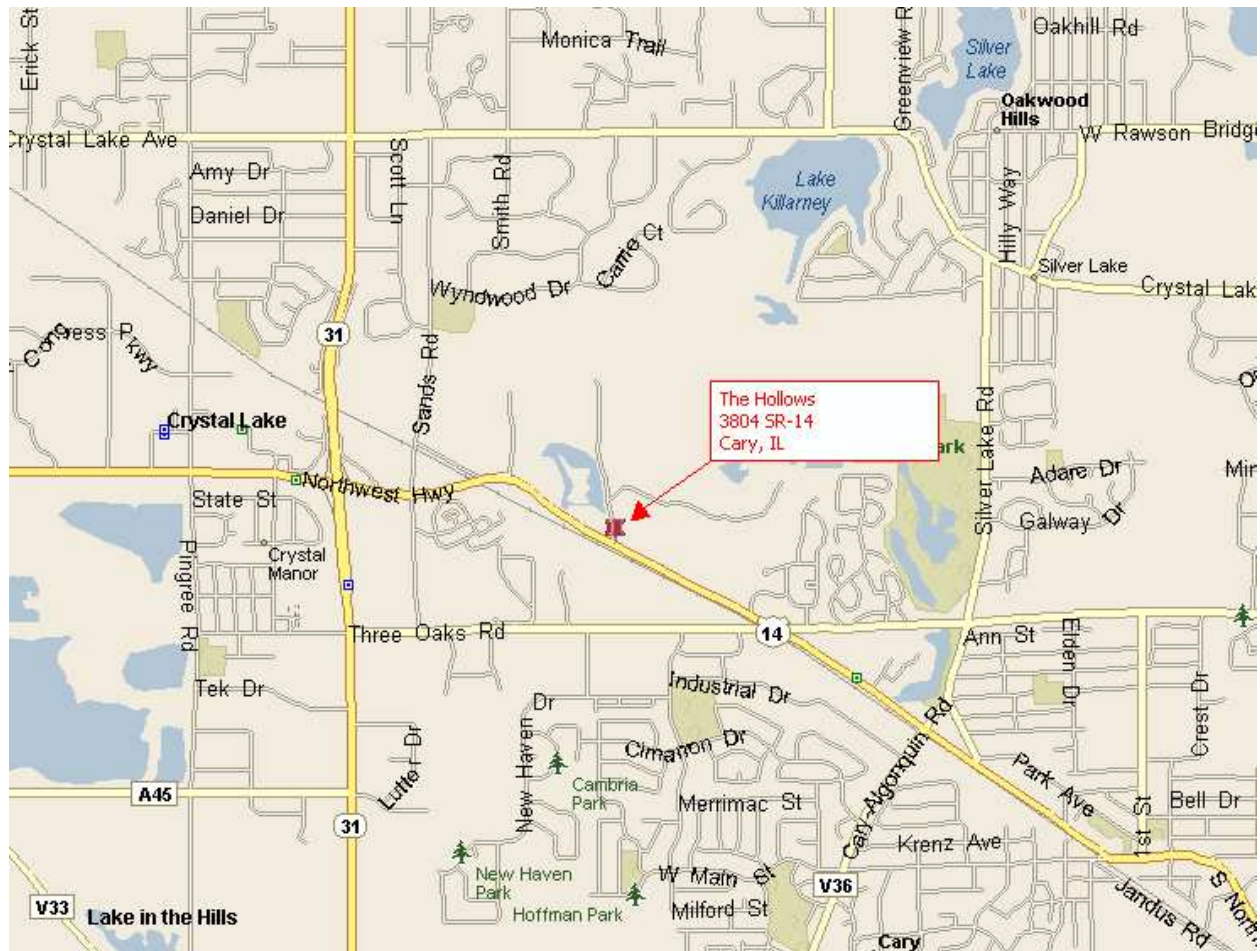 Erick St
Monica Trail
Greenview R
Silver
Lake
Oakhill Rd
Oakwood
Hills
Crystal Lake Ave
W Rawson Bridge
Amy Dr
Scott Ln
Smith Rd
Lake
Killarney
Hilly Way
Daniel Dr
Carrie Ct
Silver Lake
Wyndwood Dr
Crystal Lak
31
Congress Pkwy
Sands Rd
The Hollows
3804 SR-14
Cary, IL
Crystal Lake
ark
Silver Lake Rd
Adare Dr
Northwest Hwy
State St
Galway Dr
Crystal
Manor
Pingree Rd
Three Oaks Rd
14
Ann St
Elden Dr
Tek Dr
Industrial Dr
Crest Dr
New Haven Dr
Cimarron Dr
Lutter Dr
Cambria
Park
Cary-Algonquin Rd
Park Ave
A45
Merrimac St
1st St
Bell Dr
31
Krenz Ave
New Haven
Park
W Main St
V36
Jandus Rd
S North
V33
Lake in the Hills
Hoffman Park
Milford St
Cary